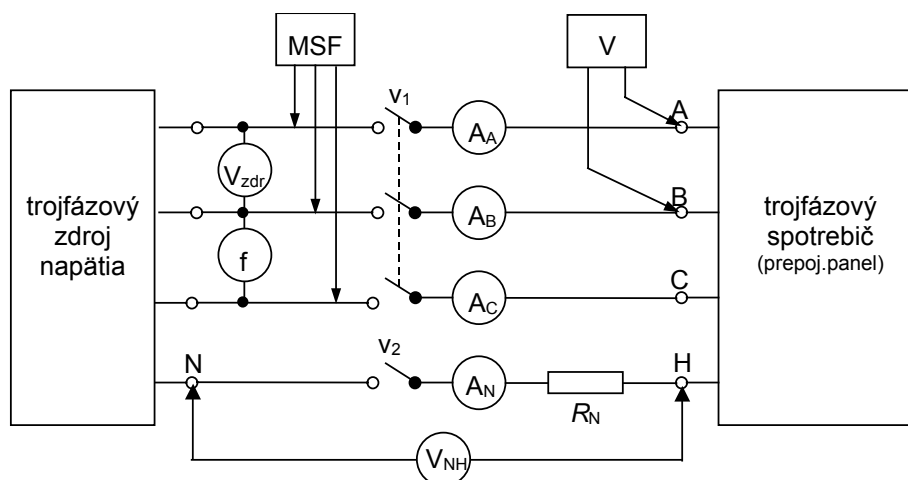 MSF
V
v1
A
AA
Vzdr
B
AB
trojfázový
zdroj
napätia
trojfázový
spotrebič
(prepoj.panel)
f
C
AC
N
v2
H
AN
RN
VNH